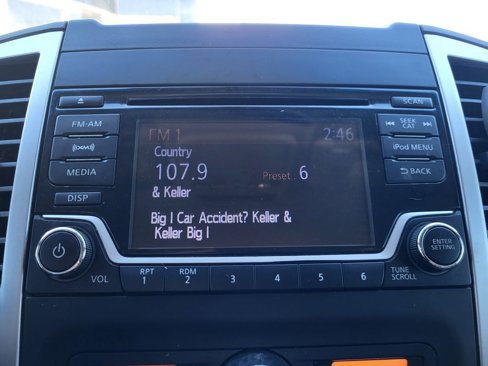 SCAN
FM·AM
SEEK
CAT
XM
iPod MENU
MEDIA
BACK
DISP
FM 1
2:46
Country
107.9
Preset : 6
& Keller
Big I Car Accident? Keller &
Keller Big I
VOL
RPT
1
RDM
2
3
4
5
6
TUNE
SCROLL
ENTER
SETTING